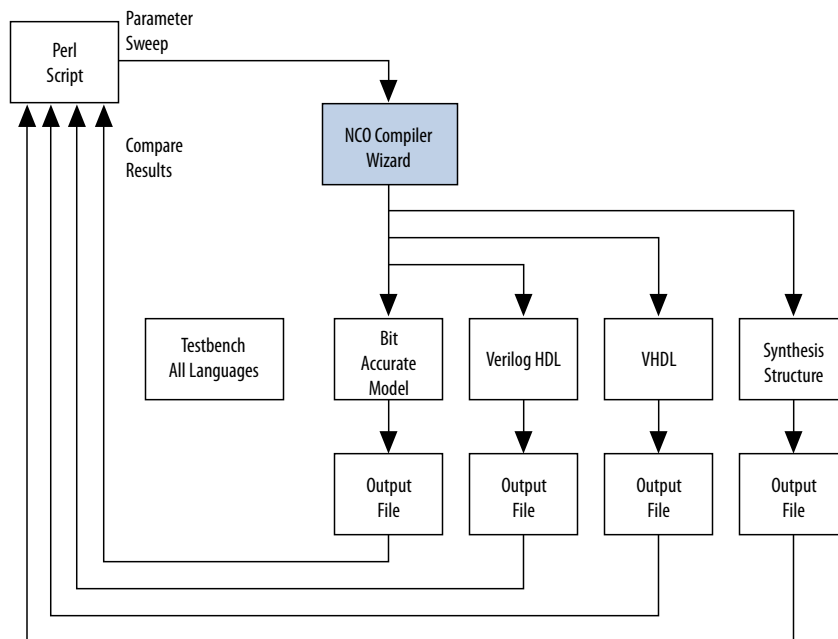 Parameter
Sweep
Perl
Script
Compare
Results
NCO Compiler
Wizard
Testbench
All Languages
Bit
Accurate
Model
Verilog HDL
VHDL
Synthesis
Structure
Output
File
Output
File
Output
File
Output
File